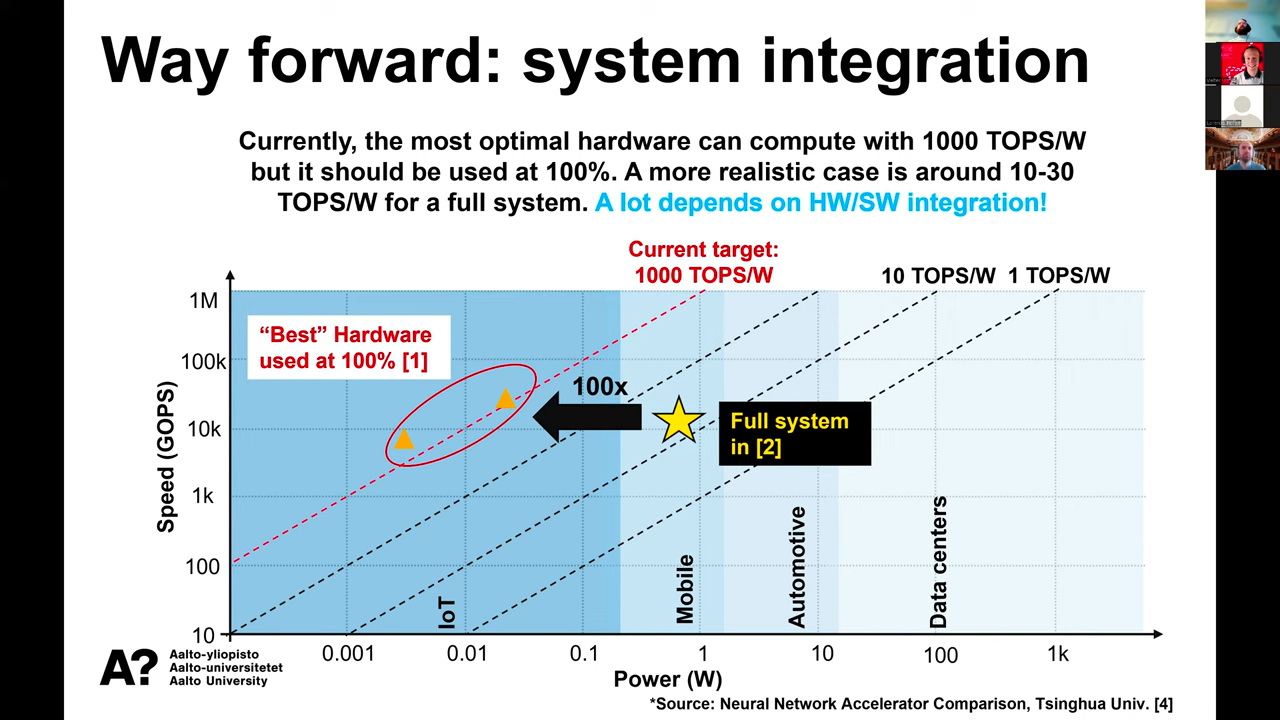 Way forward: system integration
Currently, the most optimal hardware can compute with 1000 TOPS/W
but it should be used at 100%. A more realistic case is around 10-30
TOPS/W for a full system. A lot depends on HW/SW integration!
Current target:
1000 TOPS/W
10 TOPS/W
1 TOPS/W
1M
100k
10k
1k
100
10
Speed (GOPS)
“Best” Hardware
used at 100% [1]
100x
Full system
in [2]
IoT
Mobile
Automotive
Data centers
0.001
0.01
0.1
1
10
100
1k
Power (W)
A?
Aalto-yliopisto
Aalto-universitetet
Aalto University
*Source: Neural Network Accelerator Comparison, Tsinghua Univ. [4]